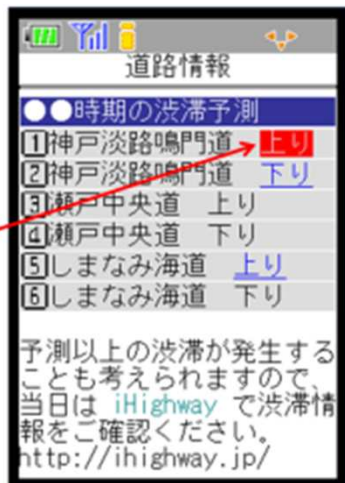 道路情報
●●時期の渋滞予測
1神戸淡路鳴門道 上り
2神戸淡路鳴門道 下り
3瀬戸中央道 上り
4瀬戸中央道 下り
5しまなみ海道 上り
6しまなみ海道 下り
予測以上の渋滞が発生する
ことも考えられますので、
当日は iHighway で渋滞情
報をご確認ください。
http://ihighway.jp/